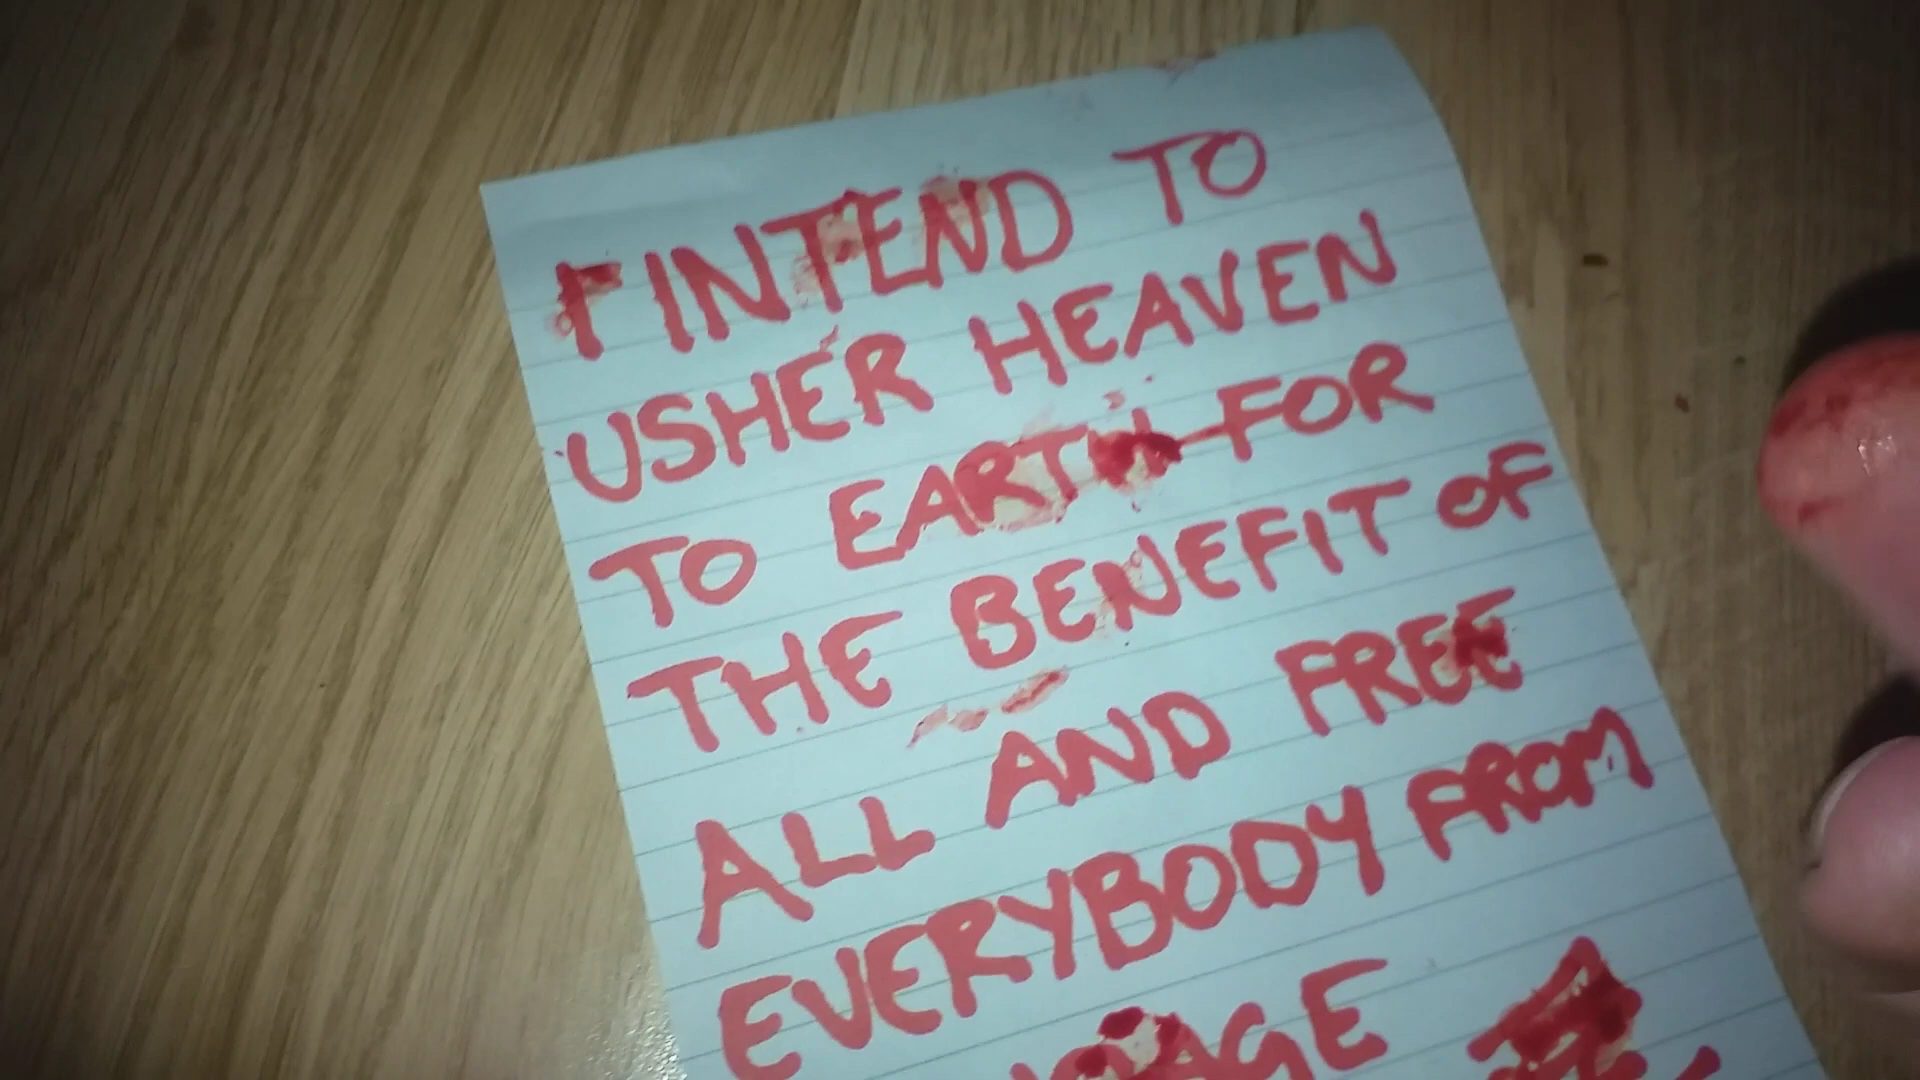 I INTEND TO
USHER HEAVEN
TO EARTH FOR
THE BENEFIT OF
ALL AND FREE
EVERYBODY FROM